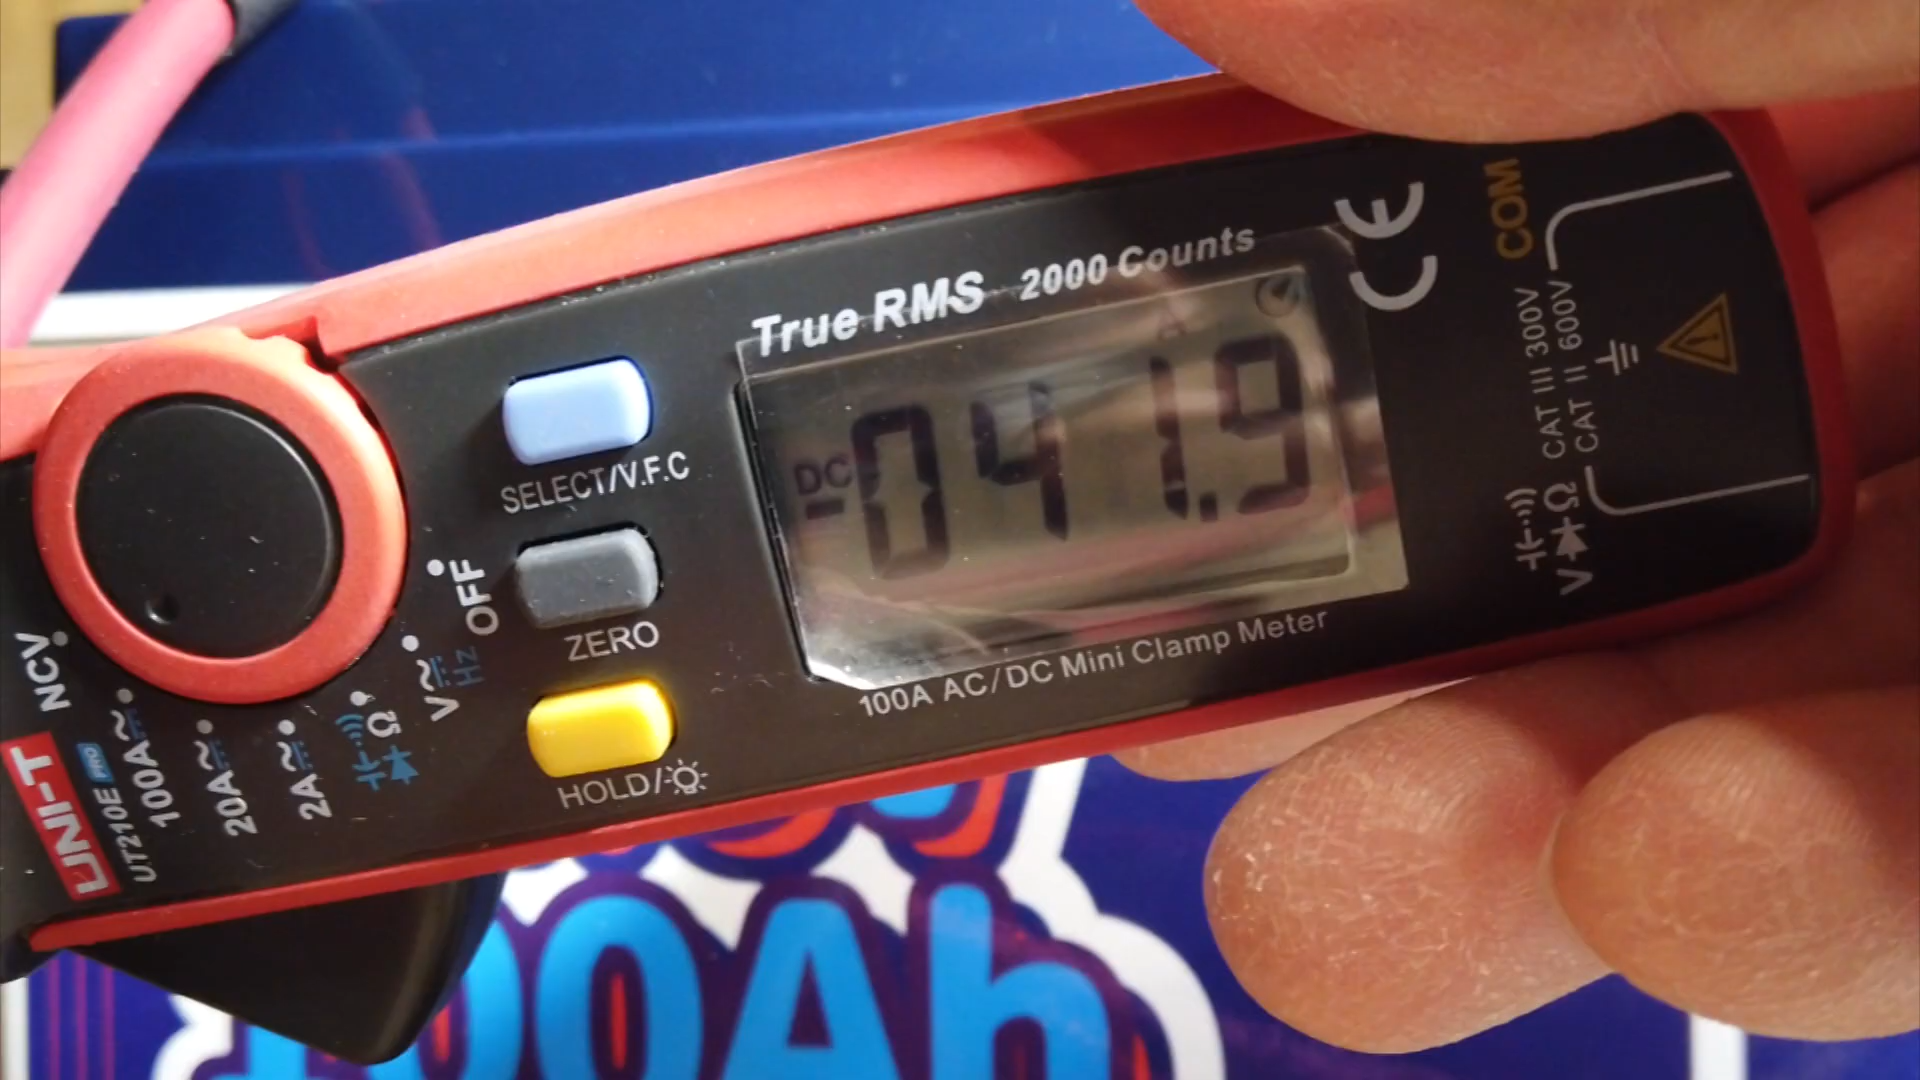 True RMS 2000 Counts
A
DC
041.9
100A AC/DC Mini Clamp Meter
SELECT/V.F.C
ZERO
HOLD/
OFF
V Hz
Ω
2A
20A
100A
NCV
UNI-T
UT210E PRO
CE
COM
CAT III 300V
CAT II 600V
V Ω
100Ah